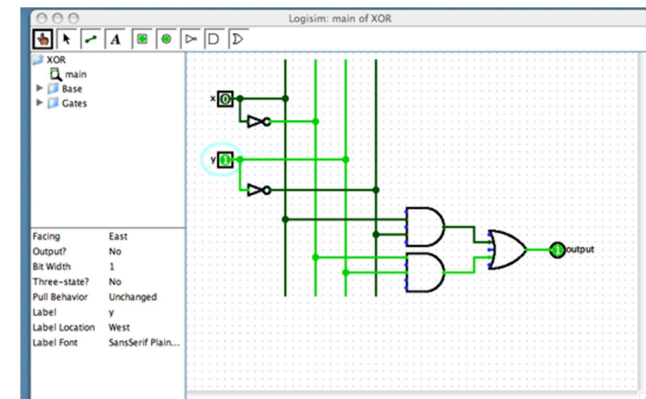 Logisim: main of XOR
A
XOR
main
Base
Gates
x 0
y 1
output
Facing East
Output? No
Bit Width 1
Three-state? No
Pull Behavior Unchanged
Label y
Label Location West
Label Font SansSerif Plain...